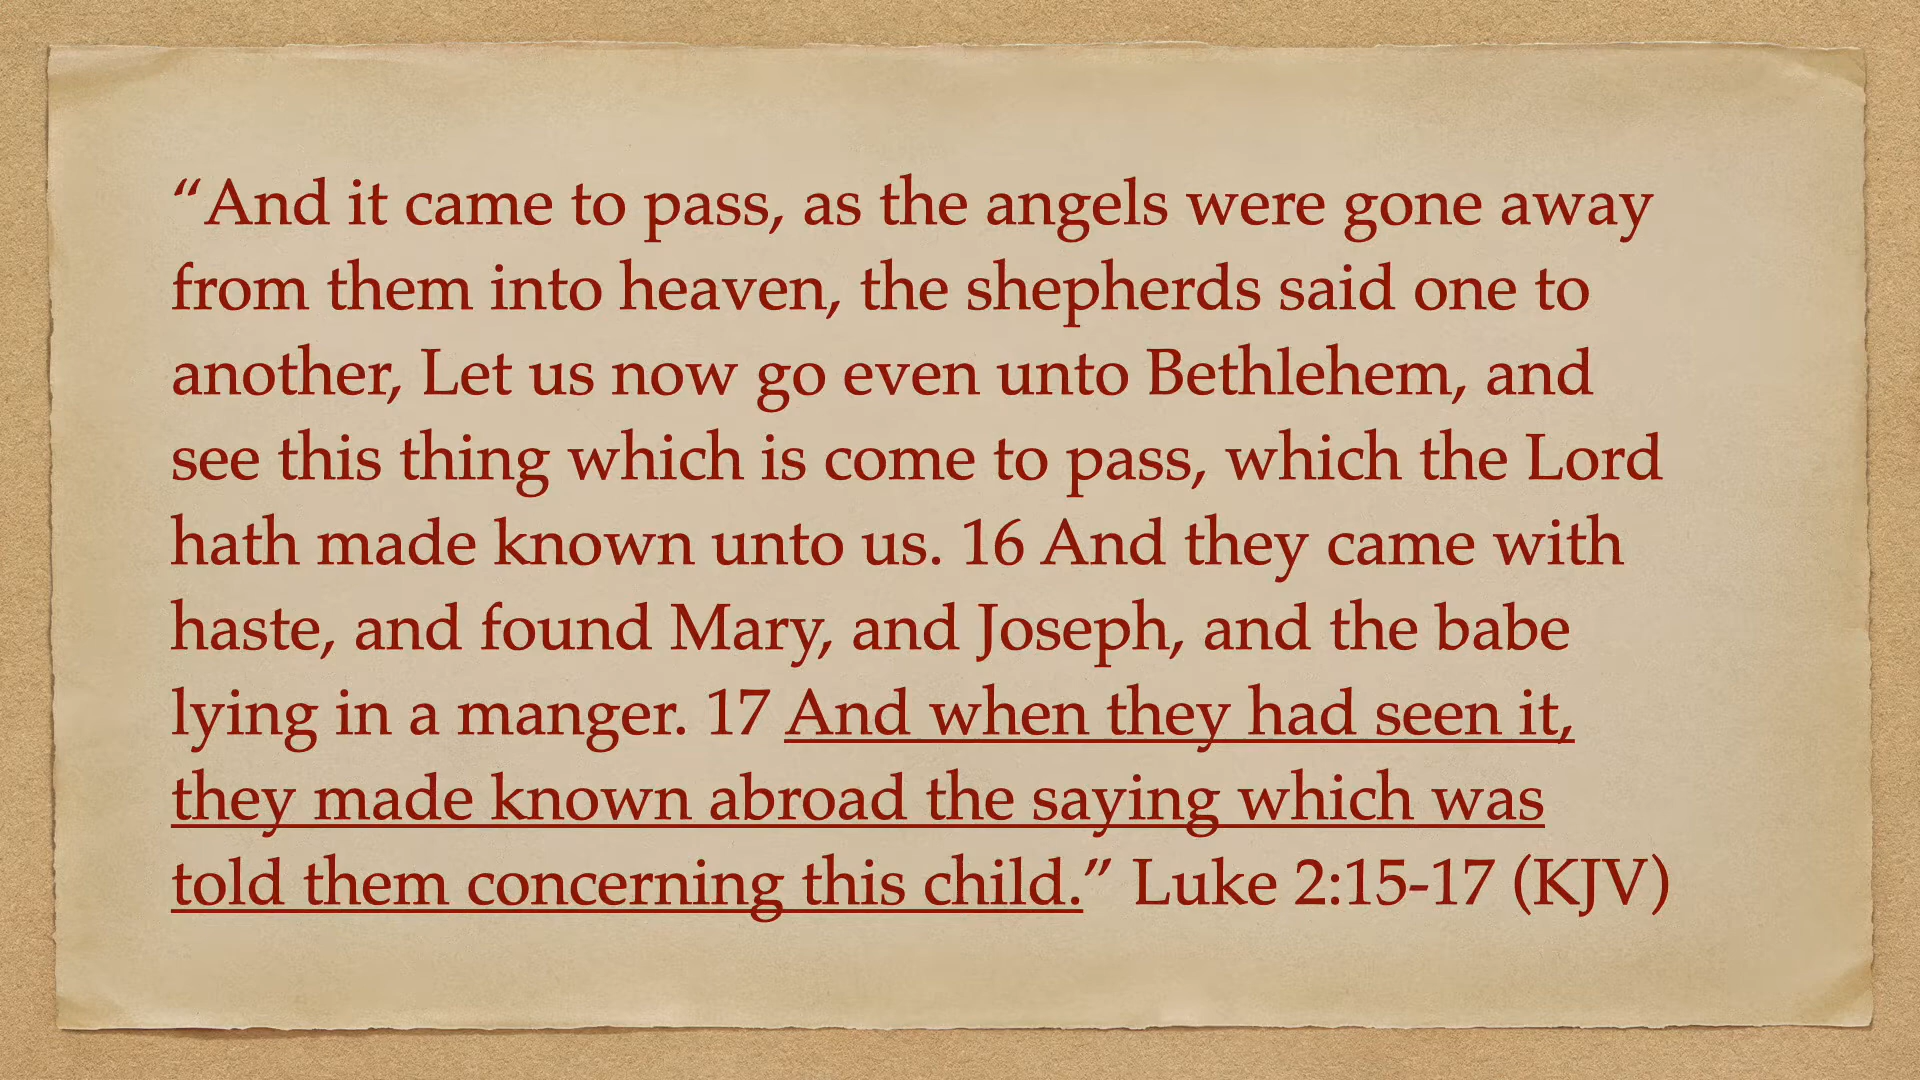 “And it came to pass, as the angels were gone away
from them into heaven, the shepherds said one to
another, Let us now go even unto Bethlehem, and
see this thing which is come to pass, which the Lord
hath made known unto us. 16 And they came with
haste, and found Mary, and Joseph, and the babe
lying in a manger. 17 And when they had seen it,
they made known abroad the saying which was
told them concerning this child.” Luke 2:15-17 (KJV)